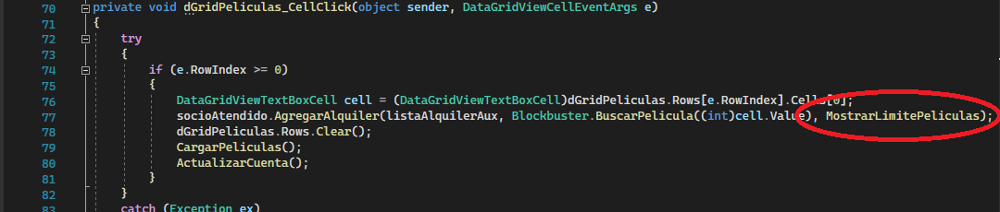 70 private void dGridPeliculas_CellClick(object sender, DataGridViewCellEventArgs e)
71 {
72 try
73 {
74 if (e.RowIndex >= 0)
75 {
76 DataGridViewTextBoxCell cell = (DataGridViewTextBoxCell)dGridPeliculas.Rows[e.RowIndex].Cells[0];
77 socioAtendido.AgregarAlquiler(listaAlquilerAux, Blockbuster.BuscarPelicula((int)cell.Value), MostrarLimitePeliculas);
78 dGridPeliculas.Rows.Clear();
79 CargarPeliculas();
80 ActualizarCuenta();
81 }
82 }
83 catch (Exception ex)